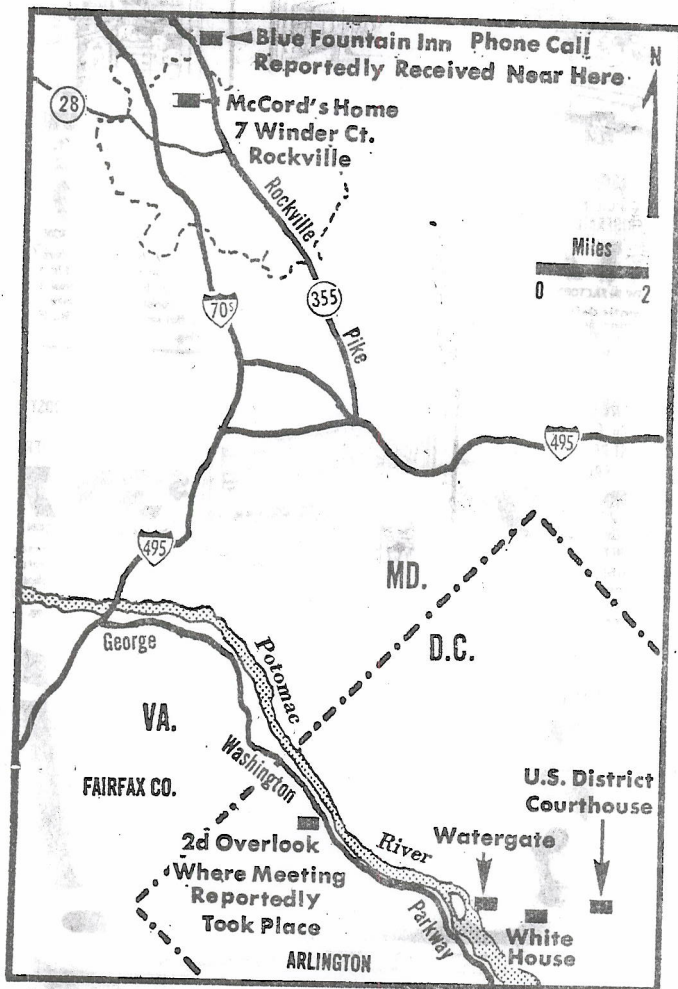 Blue Fountain Inn Phone Call
Reportedly Received Near Here
N
28
McCord's Home
7 Winder Ct.
Rockville
Rockville
Miles
0 2
355
70S
Pike
495
495
MD.
George
Potomac
D.C.
VA.
Washington
FAIRFAX CO.
U.S. District
Courthouse
2d Overlook
Where Meeting
Reportedly
Took Place
River
Watergate
Parkway
White
House
ARLINGTON